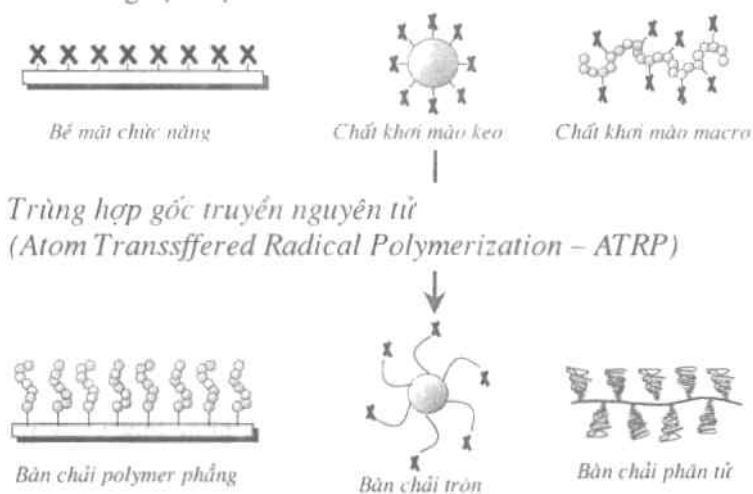 Bề mặt chức năng
Chất khơi mào keo
Chất khơi mào macro
Trùng hợp gốc truyền nguyên tử
(Atom Transsffered Radical Polymerization – ATRP)
Bàn chải polymer phẳng
Bàn chải tròn
Bàn chải phân tử